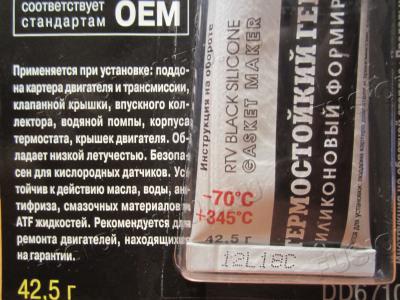 соответствует
стандартам OEM
Применяется при установке: поддо-
на картера двигателя и трансмиссии,
клапанной крышки, впускного кол-
лектора, водяной помпы, корпуса
термостата, крышек двигателя. Об-
ладает низкой летучестью. Безопа-
сен для кислородных датчиков. Ус
тойчив к действию масла, воды, ан-
тифриза, смазочных материалов
ATF жидкостей. Рекомендуется д
ремонта двигателей, находящихс
на гарантии.
42,5 г
Инструкция на обороте
RTV BLACK SILICONE
GASKET MAKER
ТЕРМОСТОЙКИЙ ГЕ
ИЛИКОНОВЫЙ ФОРМИР
-70°C
+345°C
42,5 г
12L18C
DD671